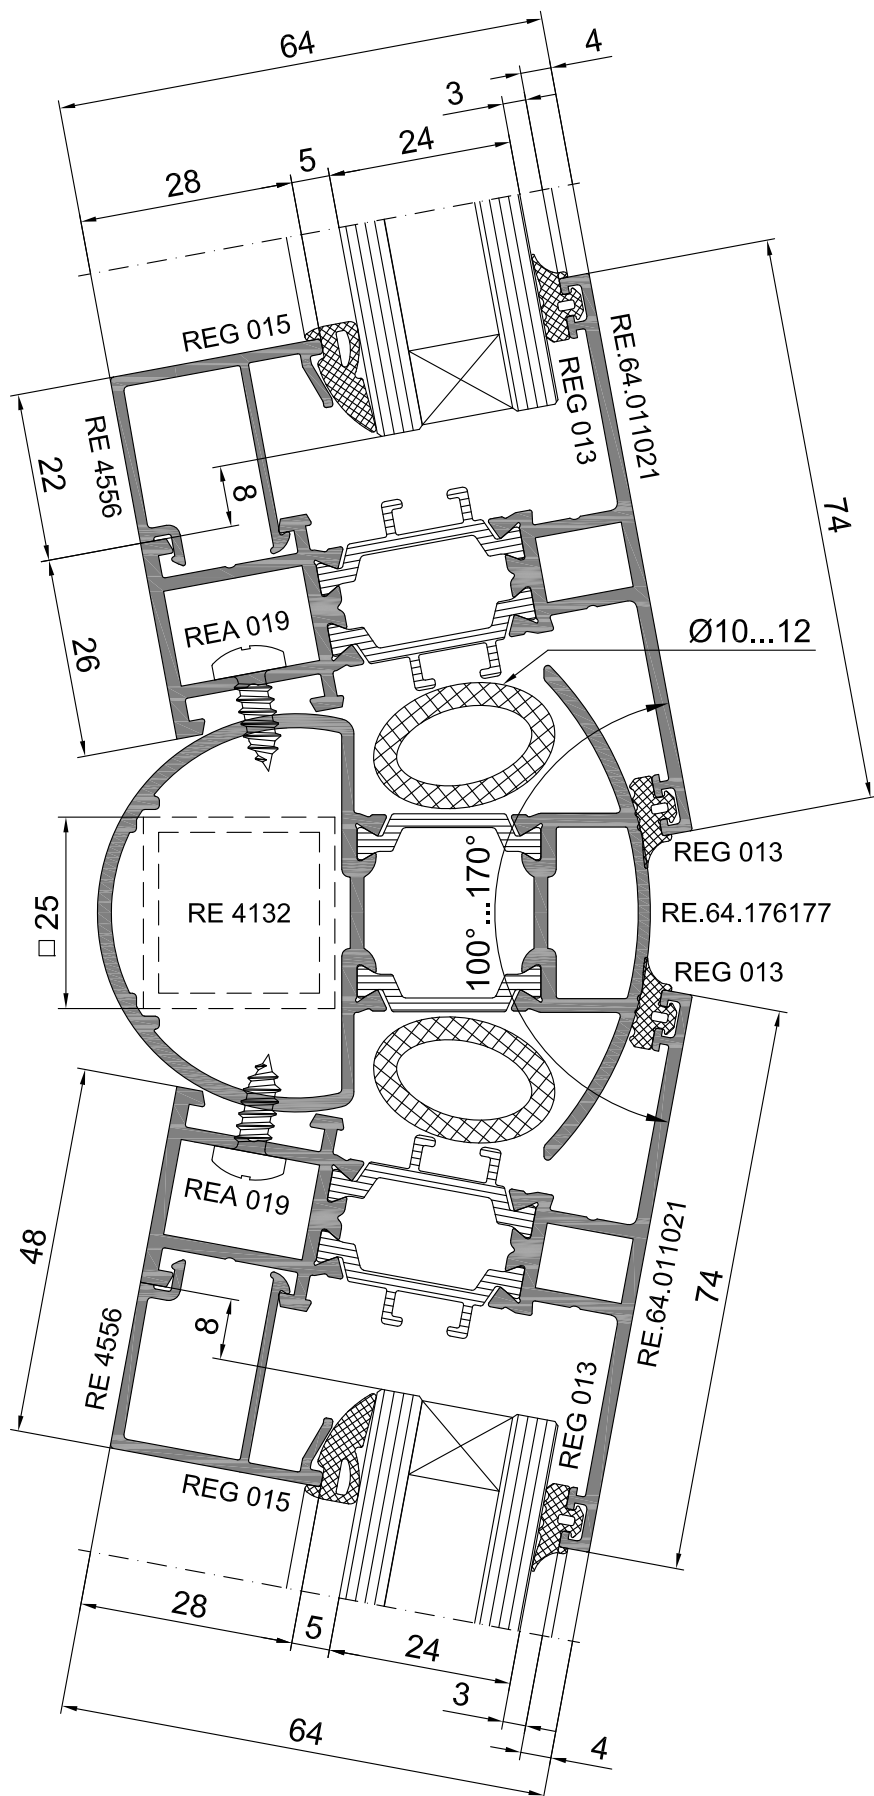 64
4
3
24
5
28
REG 015
RE.64.011021
REG 013
RE 4556
22
8
74
26
REA 019
Ø10...12
REG 013
□ 25
RE 4132
100°...170°
RE.64.176177
REG 013
48
REA 019
RE.64.011021
74
8
RE 4556
REG 013
REG 015
28
5
24
3
64
4